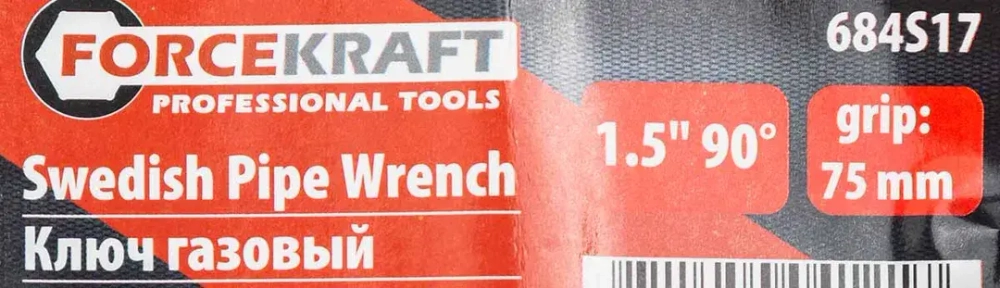 FORCEKRAFT
PROFESSIONAL TOOLS
684S17
1.5" 90°
grip:
75 mm
Swedish Pipe Wrench
Ключ газовый